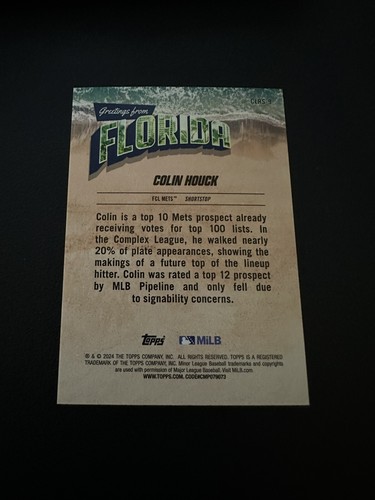 CLRS-1
Greetings from
FLORIDA
COLIN HOUCK
FCL METS™ SHORTSTOP
Colin is a top 10 Mets prospect already
receiving votes for top 100 lists. In
the Complex League, he walked nearly
20% of plate appearances, showing the
makings of a future top of the lineup
hitter. Colin was rated a top 12 prospect
by MLB Pipeline and only fell due
to signability concerns.
Topps MiLB
® & © 2024 THE TOPPS COMPANY, INC. ALL RIGHTS RESERVED. TOPPS IS A REGISTERED
TRADEMARK OF THE TOPPS COMPANY, INC. Minor League Baseball trademarks and copyrights
are used with permission of Major League Baseball. Visit MiLB.com.
WWW.TOPPS.COM. CODE#CMP079073